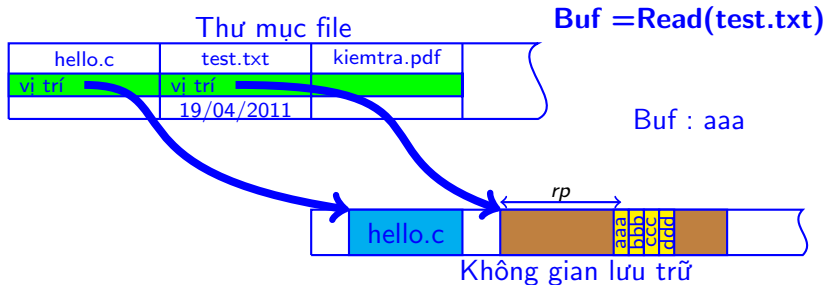 Buf =Read(test.txt)
Thư mục file
hello.c test.txt kiemtra.pdf
vị trí vị trí
19/04/2011
Buf : aaa
rp
hello.c aaa bbb ccc ddd
Không gian lưu trữ